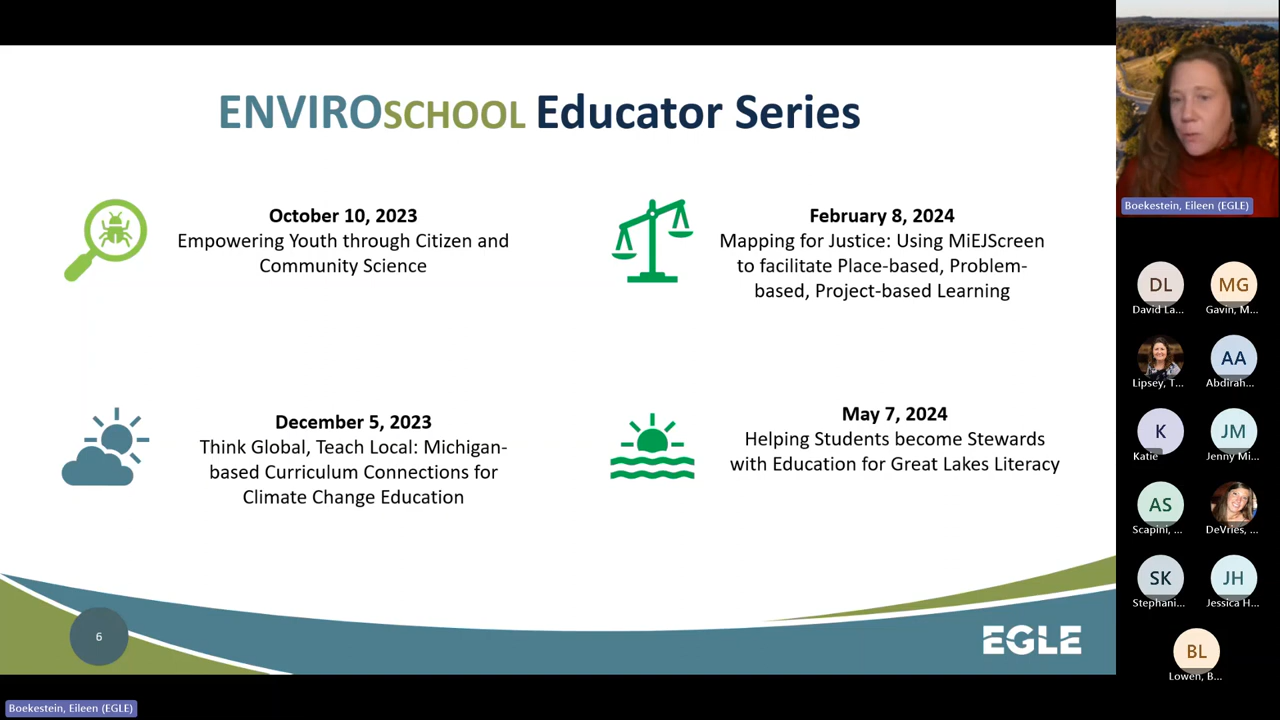 ENVIROSCHOOL Educator Series
October 10, 2023
Empowering Youth through Citizen and
Community Science
February 8, 2024
Mapping for Justice: Using MiEJScreen
to facilitate Place-based, Problem-
based, Project-based Learning
December 5, 2023
Think Global, Teach Local: Michigan-
based Curriculum Connections for
Climate Change Education
May 7, 2024
Helping Students become Stewards
with Education for Great Lakes Literacy
6
EGLE
Boekestein, Eileen (EGLE)
Boekestein, Eileen (EGLE)
DL
David La...
MG
Gavin, M...
Lipsey, T...
AA
Abdirah...
K
Katie
JM
Jenny Mi...
AS
Scapini, ...
DeVries, ...
SK
Stephani...
JH
Jessica H...
BL
Lowen, B...